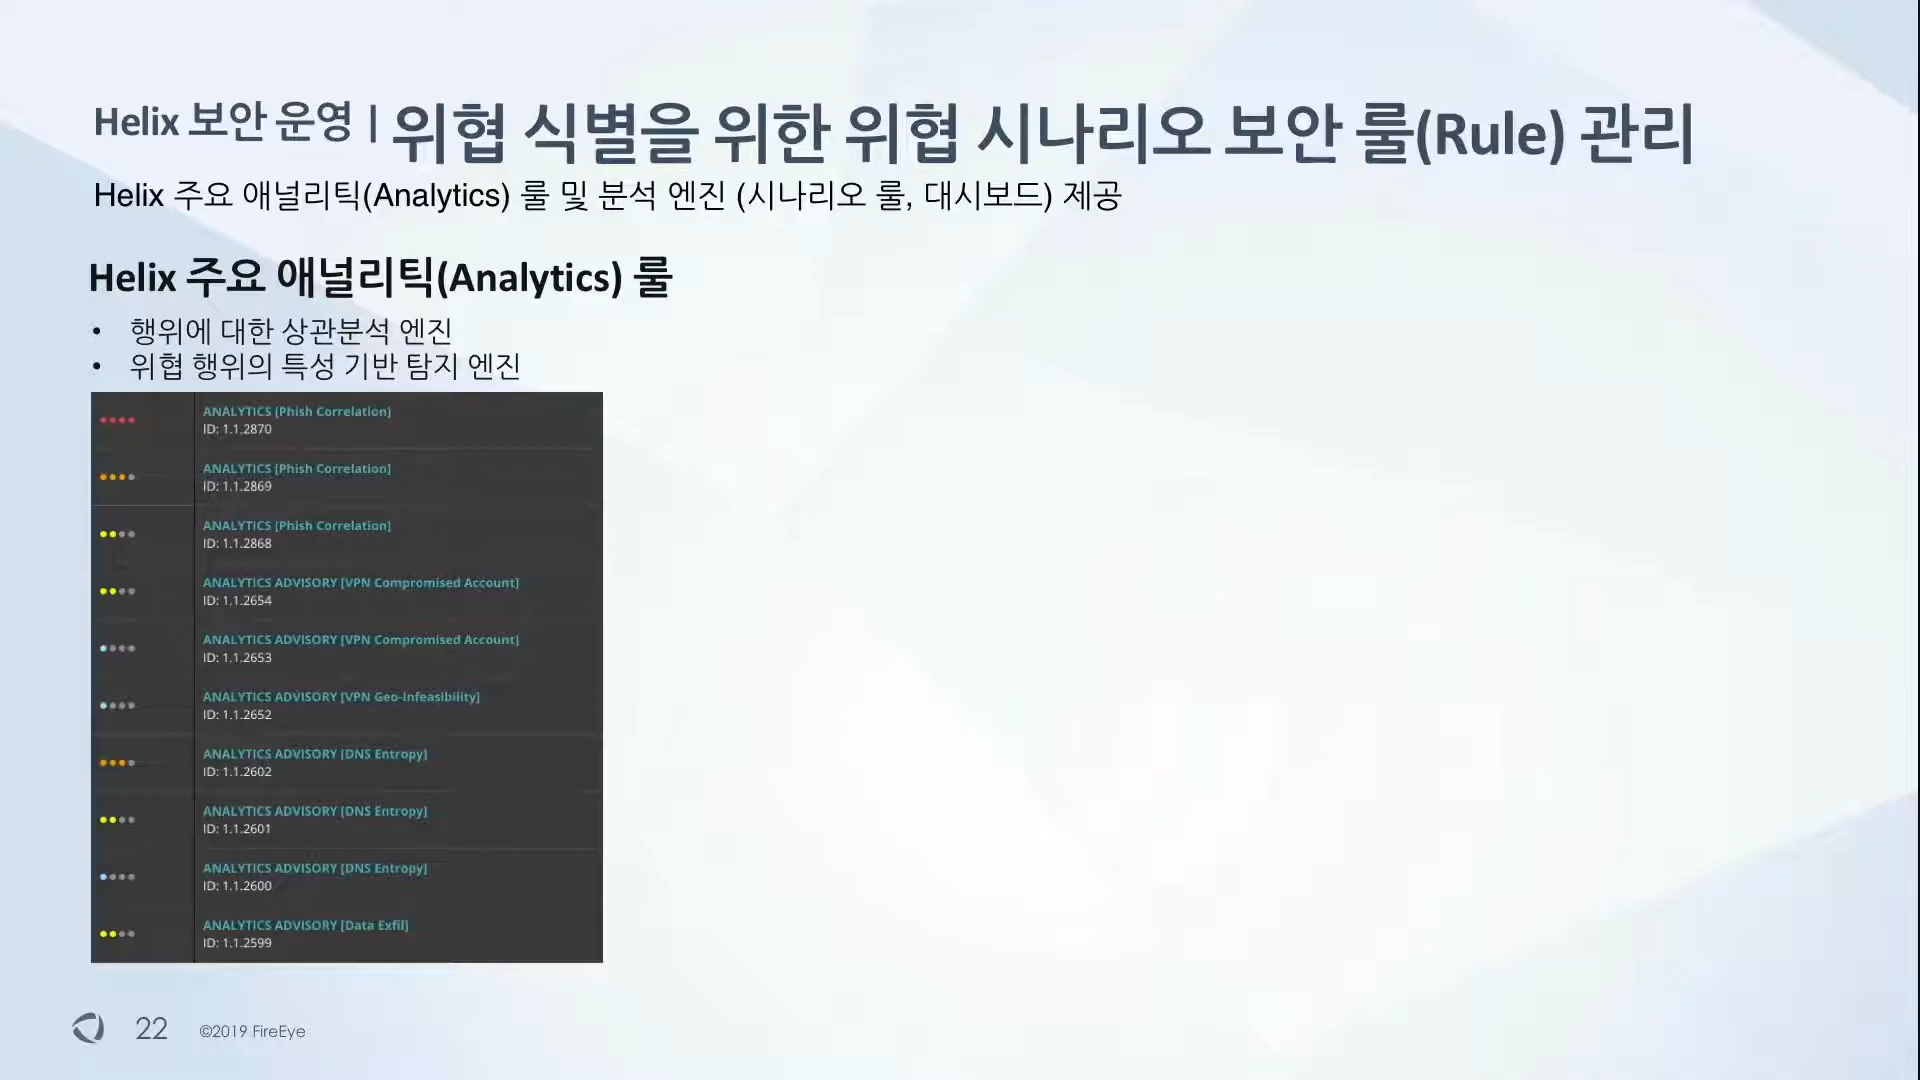 Helix 보안 운영 | 위협 식별을 위한 위협 시나리오 보안 룰(Rule) 관리
Helix 주요 애널리틱(Analytics) 룰 및 분석 엔진 (시나리오 룰, 대시보드) 제공
Helix 주요 애널리틱(Analytics) 룰
• 행위에 대한 상관분석 엔진
• 위협 행위의 특성 기반 탐지 엔진
ANALYTICS [Phish Correlation]
ID: 1.1.2870
ANALYTICS [Phish Correlation]
ID: 1.1.2869
ANALYTICS [Phish Correlation]
ID: 1.1.2868
ANALYTICS ADVISORY [VPN Compromised Account]
ID: 1.1.2654
ANALYTICS ADVISORY [VPN Compromised Account]
ID: 1.1.2653
ANALYTICS ADVISORY [VPN Geo-Infeasibility]
ID: 1.1.2652
ANALYTICS ADVISORY [DNS Entropy]
ID: 1.1.2602
ANALYTICS ADVISORY [DNS Entropy]
ID: 1.1.2601
ANALYTICS ADVISORY [DNS Entropy]
ID: 1.1.2600
ANALYTICS ADVISORY [Data Exfil]
ID: 1.1.2599
22 ©2019 FireEye